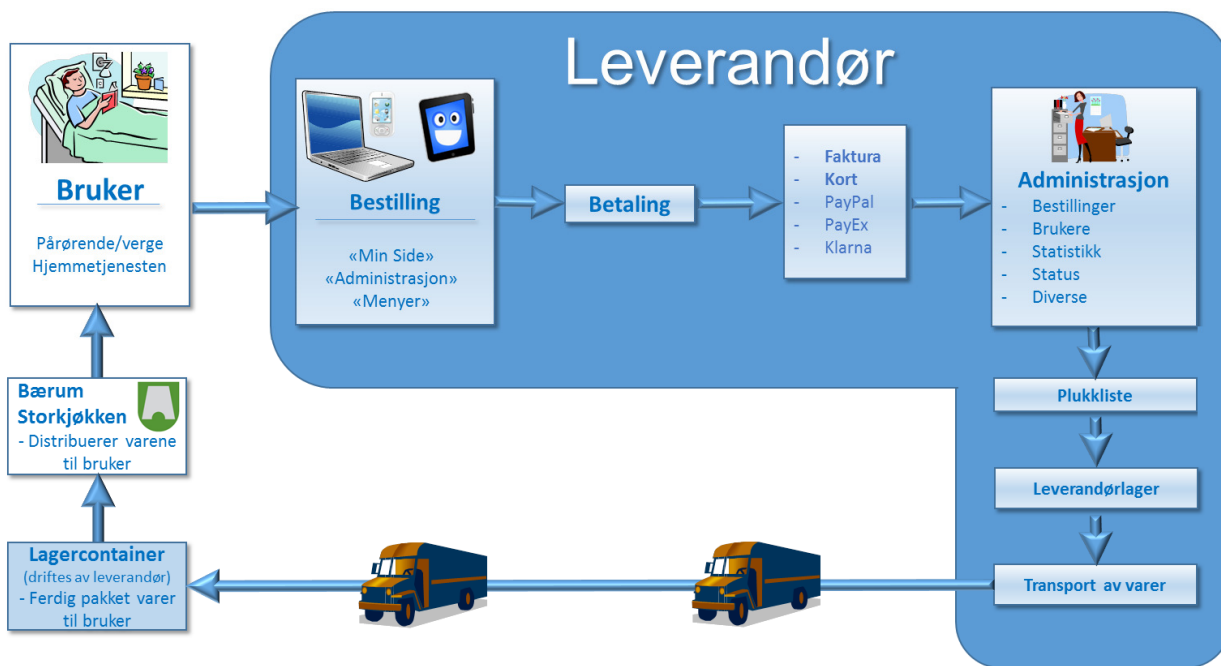 Leverandør
Bruker
Pårørende/verge
Hjemmetjenesten
Bestilling
«Min Side»
«Administrasjon»
«Menyer»
Betaling
- Faktura
- Kort
- PayPal
- PayEx
- Klarna
Administrasjon
- Bestillinger
- Brukere
- Statistikk
- Status
- Diverse
Plukkliste
Leverandørlager
Transport av varer
Lagercontainer
(driftes av leverandør)
- Ferdig pakket varer
til bruker
Bærum
Storkjøkken
- Distribuerer varene
til bruker